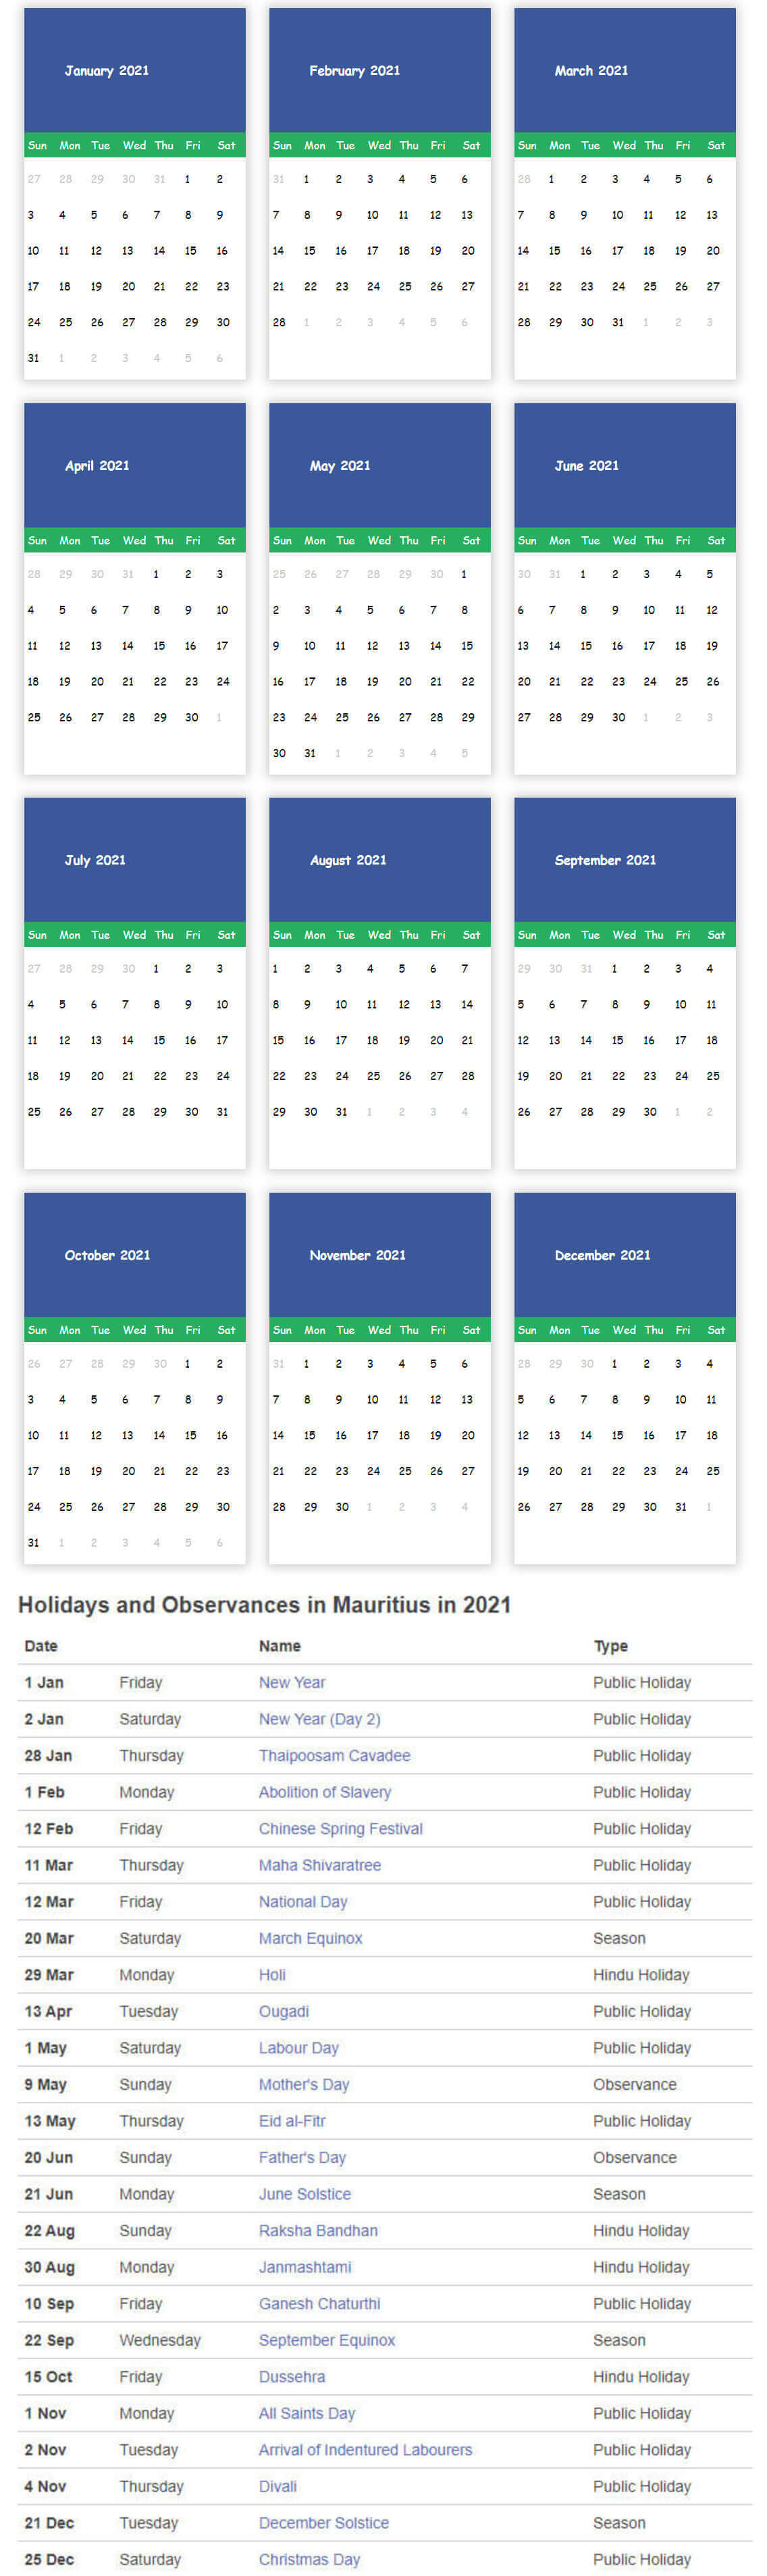 January 2021
Sun Mon Tue Wed Thu Fri Sat
27 28 29 30 31 1 2
3 4 5 6 7 8 9
10 11 12 13 14 15 16
17 18 19 20 21 22 23
24 25 26 27 28 29 30
31 1 2 3 4 5 6
February 2021
Sun Mon Tue Wed Thu Fri Sat
31 1 2 3 4 5 6
7 8 9 10 11 12 13
14 15 16 17 18 19 20
21 22 23 24 25 26 27
28 1 2 3 4 5 6
March 2021
Sun Mon Tue Wed Thu Fri Sat
28 1 2 3 4 5 6
7 8 9 10 11 12 13
14 15 16 17 18 19 20
21 22 23 24 25 26 27
28 29 30 31 1 2 3
April 2021
Sun Mon Tue Wed Thu Fri Sat
28 29 30 31 1 2 3
4 5 6 7 8 9 10
11 12 13 14 15 16 17
18 19 20 21 22 23 24
25 26 27 28 29 30 1
May 2021
Sun Mon Tue Wed Thu Fri Sat
25 26 27 28 29 30 1
2 3 4 5 6 7 8
9 10 11 12 13 14 15
16 17 18 19 20 21 22
23 24 25 26 27 28 29
30 31 1 2 3 4 5
June 2021
Sun Mon Tue Wed Thu Fri Sat
30 31 1 2 3 4 5
6 7 8 9 10 11 12
13 14 15 16 17 18 19
20 21 22 23 24 25 26
27 28 29 30 1 2 3
July 2021
Sun Mon Tue Wed Thu Fri Sat
27 28 29 30 1 2 3
4 5 6 7 8 9 10
11 12 13 14 15 16 17
18 19 20 21 22 23 24
25 26 27 28 29 30 31
August 2021
Sun Mon Tue Wed Thu Fri Sat
1 2 3 4 5 6 7
8 9 10 11 12 13 14
15 16 17 18 19 20 21
22 23 24 25 26 27 28
29 30 31 1 2 3 4
September 2021
Sun Mon Tue Wed Thu Fri Sat
29 30 31 1 2 3 4
5 6 7 8 9 10 11
12 13 14 15 16 17 18
19 20 21 22 23 24 25
26 27 28 29 30 1 2
October 2021
Sun Mon Tue Wed Thu Fri Sat
26 27 28 29 30 1 2
3 4 5 6 7 8 9
10 11 12 13 14 15 16
17 18 19 20 21 22 23
24 25 26 27 28 29 30
31 1 2 3 4 5 6
November 2021
Sun Mon Tue Wed Thu Fri Sat
31 1 2 3 4 5 6
7 8 9 10 11 12 13
14 15 16 17 18 19 20
21 22 23 24 25 26 27
28 29 30 1 2 3 4
December 2021
Sun Mon Tue Wed Thu Fri Sat
28 29 30 1 2 3 4
5 6 7 8 9 10 11
12 13 14 15 16 17 18
19 20 21 22 23 24 25
26 27 28 29 30 31 1
Holidays and Observances in Mauritius in 2021
Date Name Type
1 Jan Friday New Year Public Holiday
2 Jan Saturday New Year (Day 2) Public Holiday
28 Jan Thursday Thaipoosam Cavadee Public Holiday
1 Feb Monday Abolition of Slavery Public Holiday
12 Feb Friday Chinese Spring Festival Public Holiday
11 Mar Thursday Maha Shivaratree Public Holiday
12 Mar Friday National Day Public Holiday
20 Mar Saturday March Equinox Season
29 Mar Monday Holi Hindu Holiday
13 Apr Tuesday Ougadi Public Holiday
1 May Saturday Labour Day Public Holiday
9 May Sunday Mother's Day Observance
13 May Thursday Eid al-Fitr Public Holiday
20 Jun Sunday Father's Day Observance
21 Jun Monday June Solstice Season
22 Aug Sunday Raksha Bandhan Hindu Holiday
30 Aug Monday Janmashtami Hindu Holiday
10 Sep Friday Ganesh Chaturthi Public Holiday
22 Sep Wednesday September Equinox Season
15 Oct Friday Dussehra Hindu Holiday
1 Nov Monday All Saints Day Public Holiday
2 Nov Tuesday Arrival of Indentured Labourers Public Holiday
4 Nov Thursday Divali Public Holiday
21 Dec Tuesday December Solstice Season
25 Dec Saturday Christmas Day Public Holiday